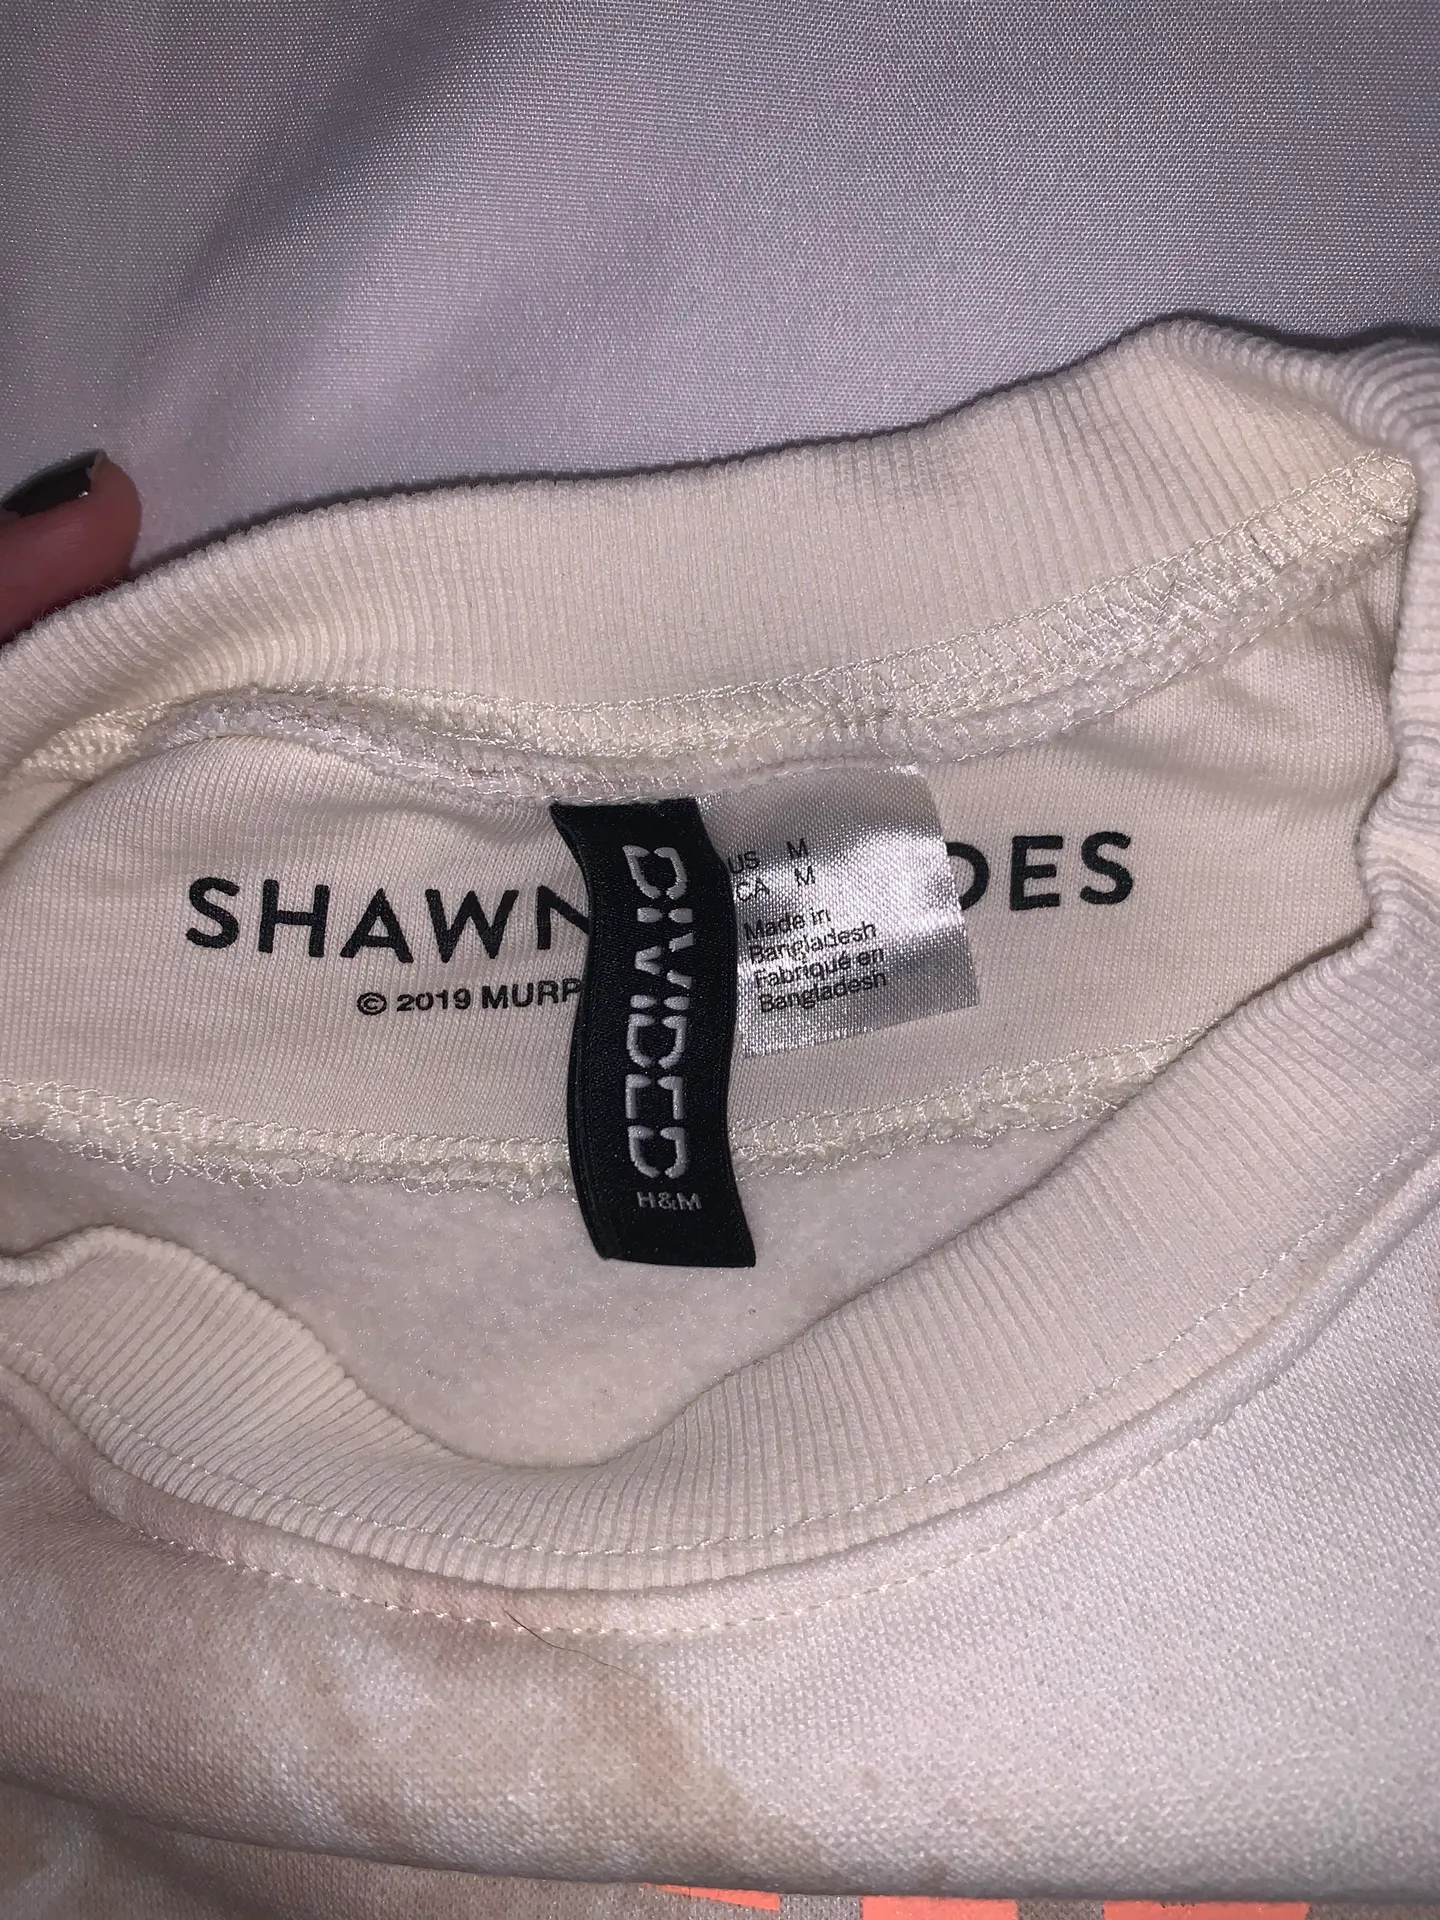 SHAWN
DES
© 2019 MURP
DIVIDED
H&M
US M
CA M
Made in
Bangladesh
Fabriqué en
Bangladesh